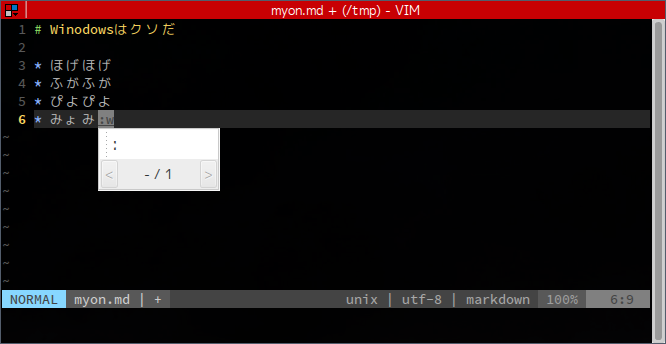 myon.md + (/tmp) - VIM
1 # Winodowsはクソだ
2
3 * ほげほげ
4 * ふがふが
5 * ぴよぴよ
6 * みょみ:w
~
:
~
< - / 1 >
~
~
~
~
~
~
~
NORMAL myon.md | + unix | utf-8 | markdown 100% 6:9